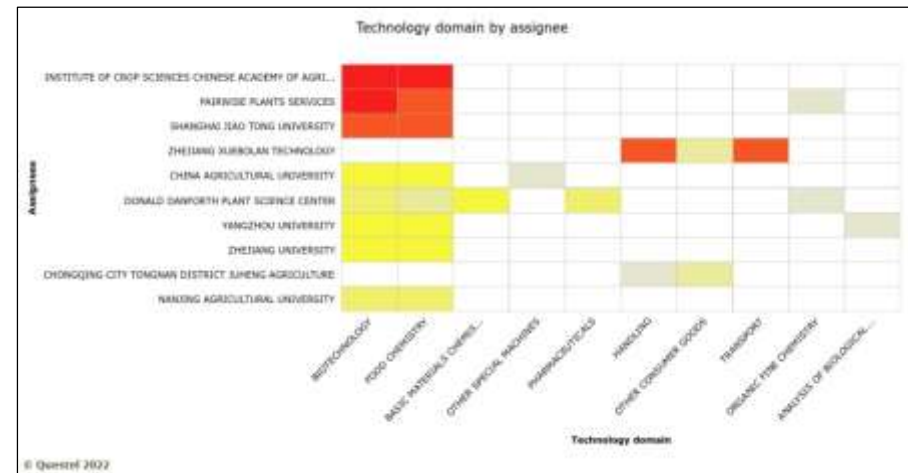 Technology domain by assignee
INSTITUTE OF CROP SCIENCES CHINESE ACADEMY OF AGRI...
PAIRWISE PLANTS SERVICES
SHANGHAI JIAO TONG UNIVERSITY
ZHEJIANG XUEBOLAN TECHNOLOGY
CHINA AGRICULTURAL UNIVERSITY
DONALD DANFORTH PLANT SCIENCE CENTER
YANGZHOU UNIVERSITY
ZHEJIANG UNIVERSITY
CHONGQING CITY TONGNAN DISTRICT JUHENG AGRICULTURE
NANJING AGRICULTURAL UNIVERSITY
Assignees
BIOTECHNOLOGY
FOOD CHEMISTRY
BASIC MATERIALS CHEMIS...
OTHER SPECIAL MACHINES
PHARMACEUTICALS
HANDLING
OTHER CONSUMER GOODS
TRANSPORT
ORGANIC FINE CHEMISTRY
ANALYSIS OF BIOLOGICAL...
Technology domain
© Questel 2022